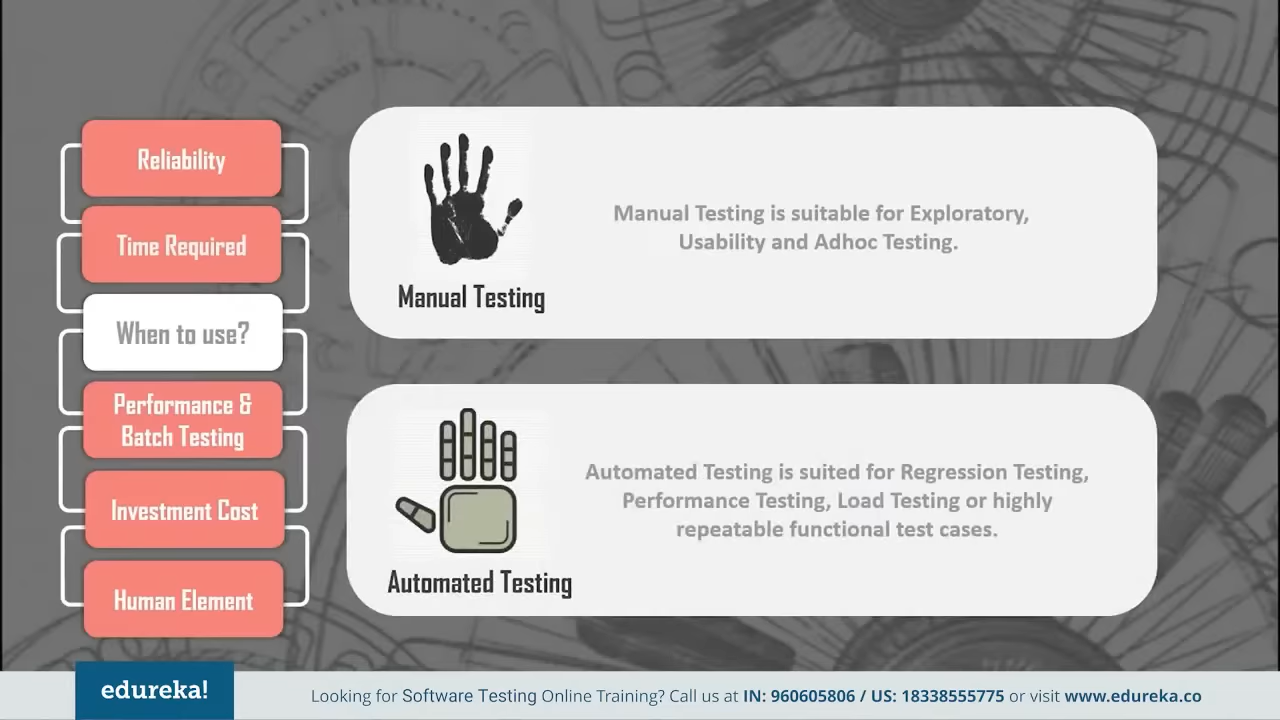 Reliability
Time Required
When to use?
Performance &
Batch Testing
Investment Cost
Human Element
Manual Testing
Manual Testing is suitable for Exploratory,
Usability and Adhoc Testing.
Automated Testing
Automated Testing is suited for Regression Testing,
Performance Testing, Load Testing or highly
repeatable functional test cases.
edureka!
Looking for Software Testing Online Training? Call us at IN: 960605806 / US: 18338555775 or visit www.edureka.co